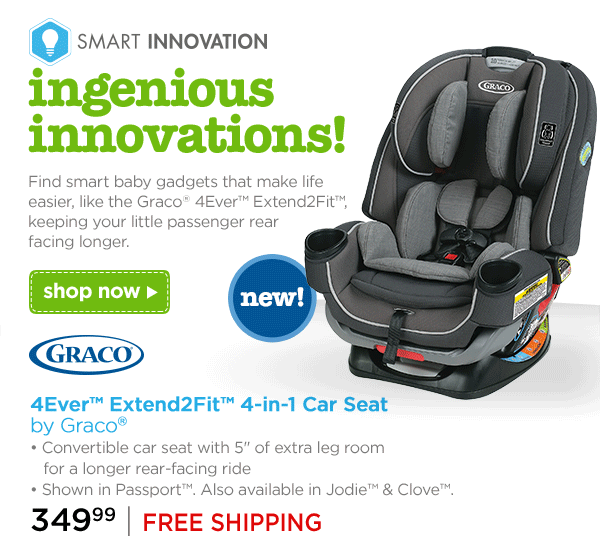 SMART INNOVATION
ingenious
innovations!
Find smart baby gadgets that make life
easier, like the Graco® 4Ever™ Extend2Fit™,
keeping your little passenger rear
facing longer.
shop now
new!
GRACO
GRACO®
4Ever™ Extend2Fit™ 4-in-1 Car Seat
by Graco®
• Convertible car seat with 5" of extra leg room
for a longer rear-facing ride
• Shown in Passport™. Also available in Jodie™ & Clove™.
349⁹⁹ | FREE SHIPPING